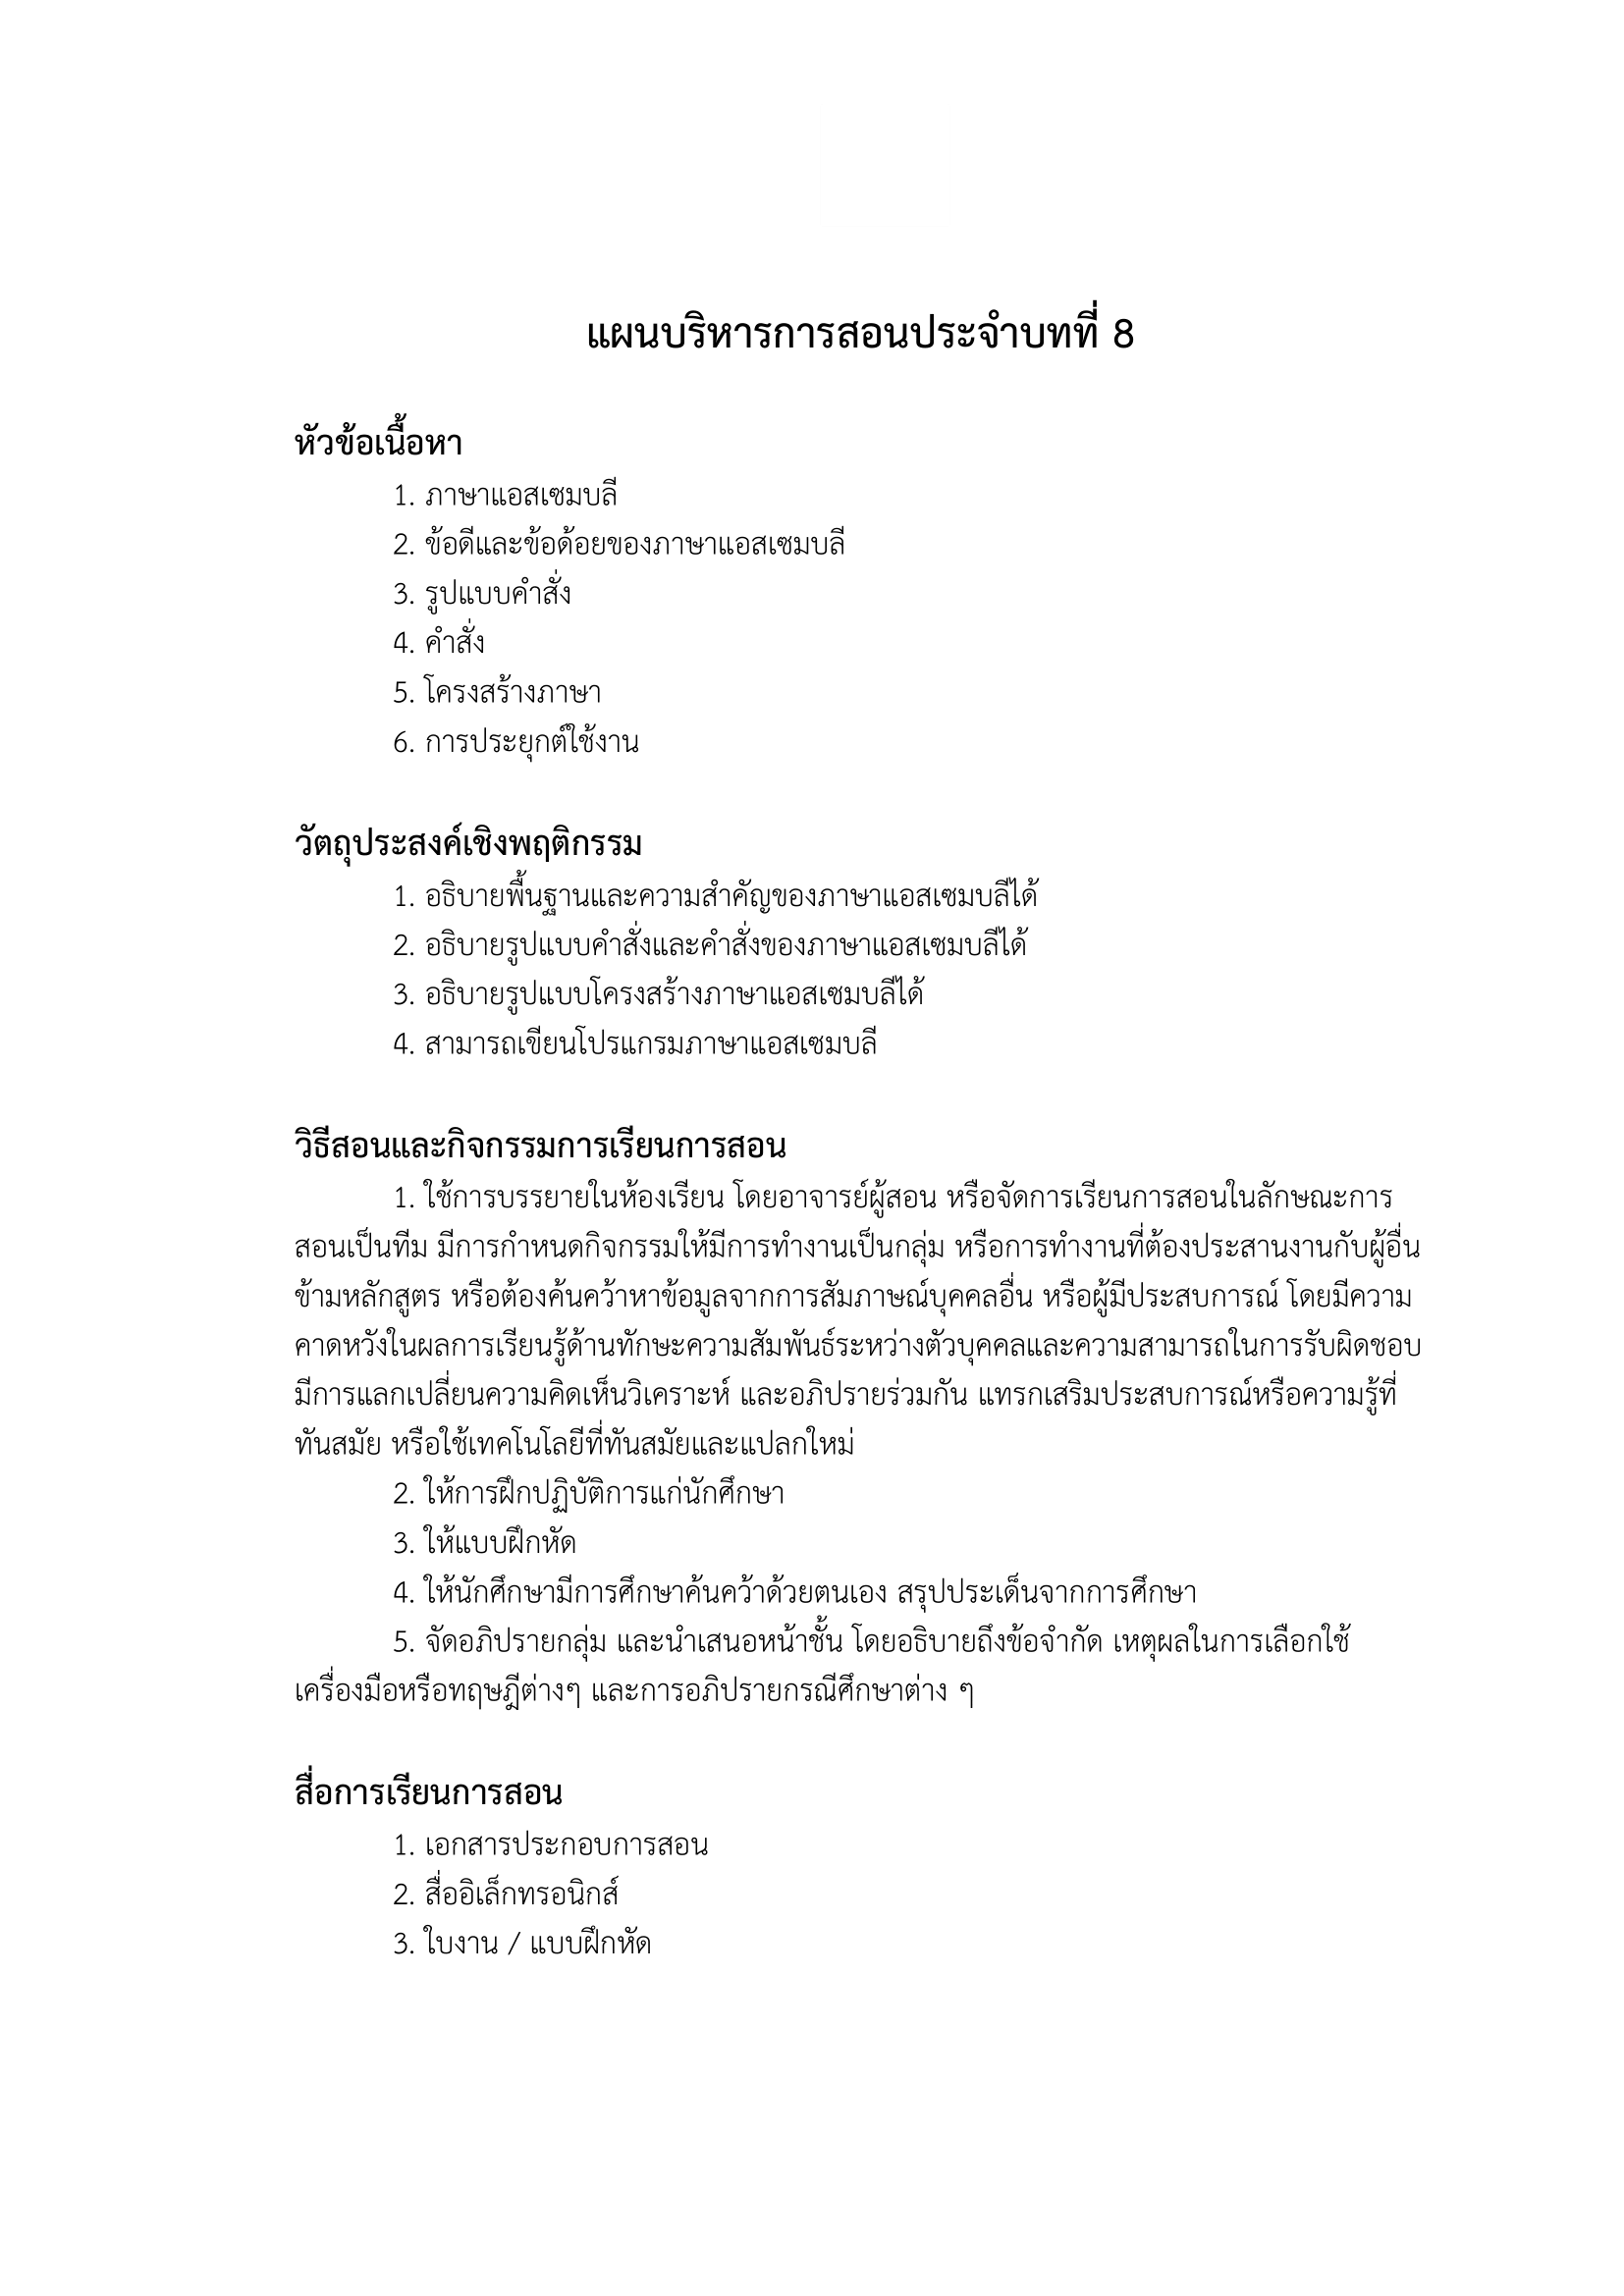 แผนบริหารการสอนประจำบทที่ 8
หัวข้อเนื้อหา
1. ภาษาแอสเซมบลี
2. ข้อดีและข้อด้อยของภาษาแอสเซมบลี
3. รูปแบบคำสั่ง
4. คำสั่ง
5. โครงสร้างภาษา
6. การประยุกต์ใช้งาน
วัตถุประสงค์เชิงพฤติกรรม
1. อธิบายพื้นฐานและความสำคัญของภาษาแอสเซมบลีได้
2. อธิบายรูปแบบคำสั่งและคำสั่งของภาษาแอสเซมบลีได้
3. อธิบายรูปแบบโครงสร้างภาษาแอสเซมบลีได้
4. สามารถเขียนโปรแกรมภาษาแอสเซมบลี
วิธีสอนและกิจกรรมการเรียนการสอน
1. ใช้การบรรยายในห้องเรียน โดยอาจารย์ผู้สอน หรือจัดการเรียนการสอนในลักษณะการ
สอนเป็นทีม มีการกำหนดกิจกรรมให้มีการทำงานเป็นกลุ่ม หรือการทำงานที่ต้องประสานงานกับผู้อื่น
ข้ามหลักสูตร หรือต้องค้นคว้าหาข้อมูลจากการสัมภาษณ์บุคคลอื่น หรือผู้มีประสบการณ์ โดยมีความ
คาดหวังในผลการเรียนรู้ด้านทักษะความสัมพันธ์ระหว่างตัวบุคคลและความสามารถในการรับผิดชอบ
มีการแลกเปลี่ยนความคิดเห็นวิเคราะห์ และอภิปรายร่วมกัน แทรกเสริมประสบการณ์หรือความรู้ที่
ทันสมัย หรือใช้เทคโนโลยีที่ทันสมัยและแปลกใหม่
2. ให้การฝึกปฏิบัติการแก่นักศึกษา
3. ให้แบบฝึกหัด
4. ให้นักศึกษามีการศึกษาค้นคว้าด้วยตนเอง สรุปประเด็นจากการศึกษา
5. จัดอภิปรายกลุ่ม และนำเสนอหน้าชั้น โดยอธิบายถึงข้อจำกัด เหตุผลในการเลือกใช้
เครื่องมือหรือทฤษฎีต่างๆ และการอภิปรายกรณีศึกษาต่าง ๆ
สื่อการเรียนการสอน
1. เอกสารประกอบการสอน
2. สื่ออิเล็กทรอนิกส์
3. ใบงาน / แบบฝึกหัด